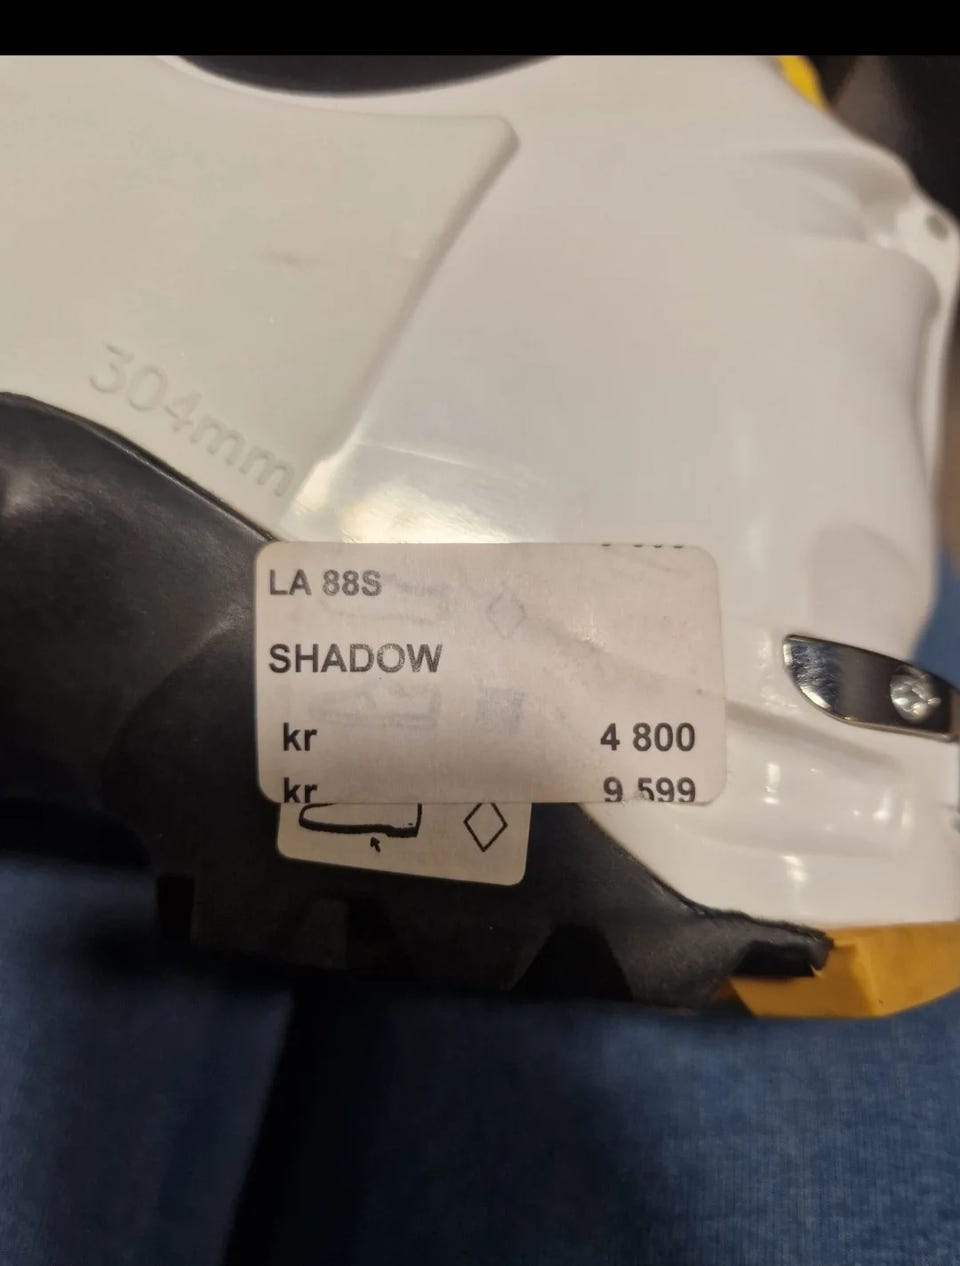 304mm
LA 88S
SHADOW
kr 4 800
kr 9 599